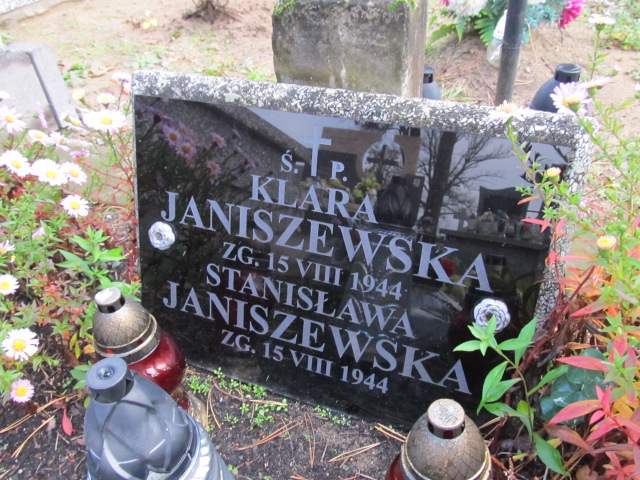 Ś. P.
KLARA
JANISZEWSKA
ZG. 15 VIII 1944
STANISŁAWA
JANISZEWSKA
ZG. 15 VIII 1944